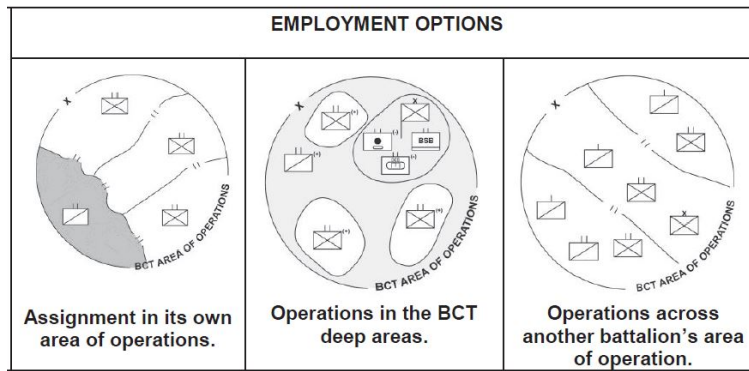 EMPLOYMENT OPTIONS
X
BCT AREA OF OPERATIONS
Assignment in its own
area of operations.
X
(+)
(+)
(-)
BSB
(-)
(+)
(+)
BCT AREA OF OPERATIONS
Operations in the BCT
deep areas.
X
X
BCT AREA OF OPERATIONS
Operations across
another battalion's area
of operation.